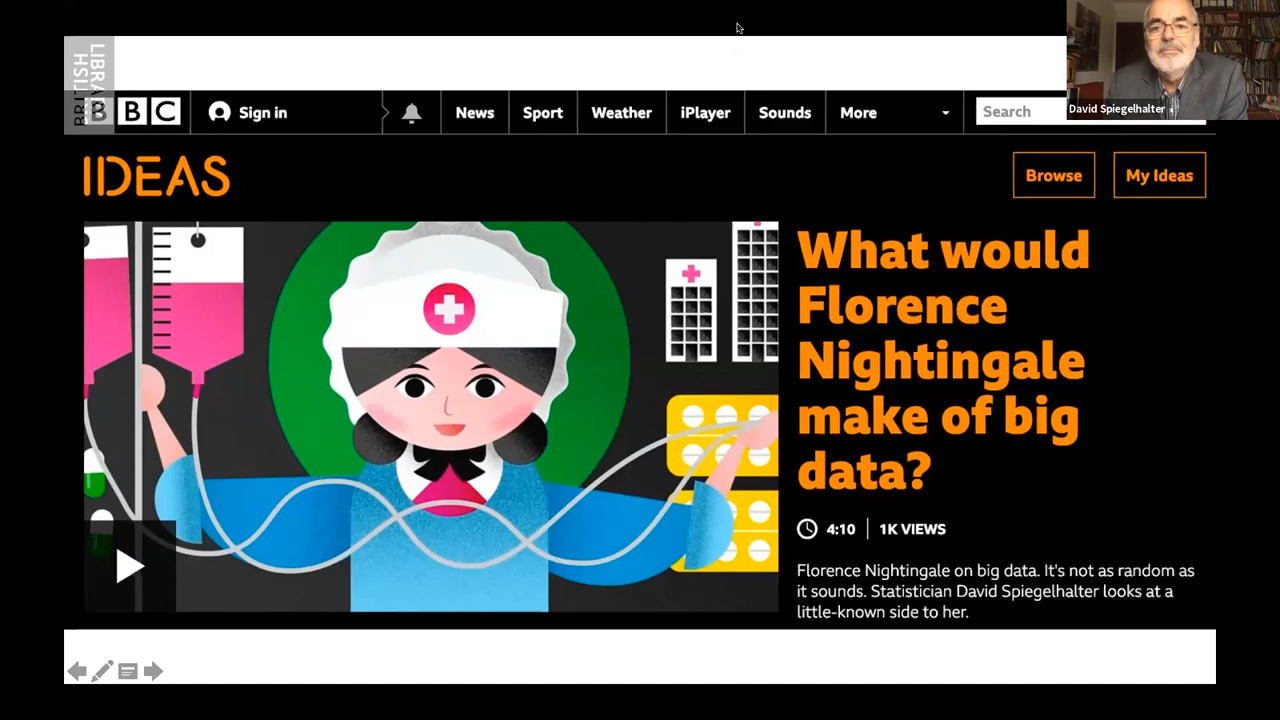 BRITISH
LIBRARY
BBC
Sign in
News
Sport
Weather
iPlayer
Sounds
More
Search
David Spiegelhalter
IDEAS
Browse
My Ideas
What would
Florence
Nightingale
make of big
data?
4:10
1K VIEWS
Florence Nightingale on big data. It's not as random as
it sounds. Statistician David Spiegelhalter looks at a
little-known side to her.